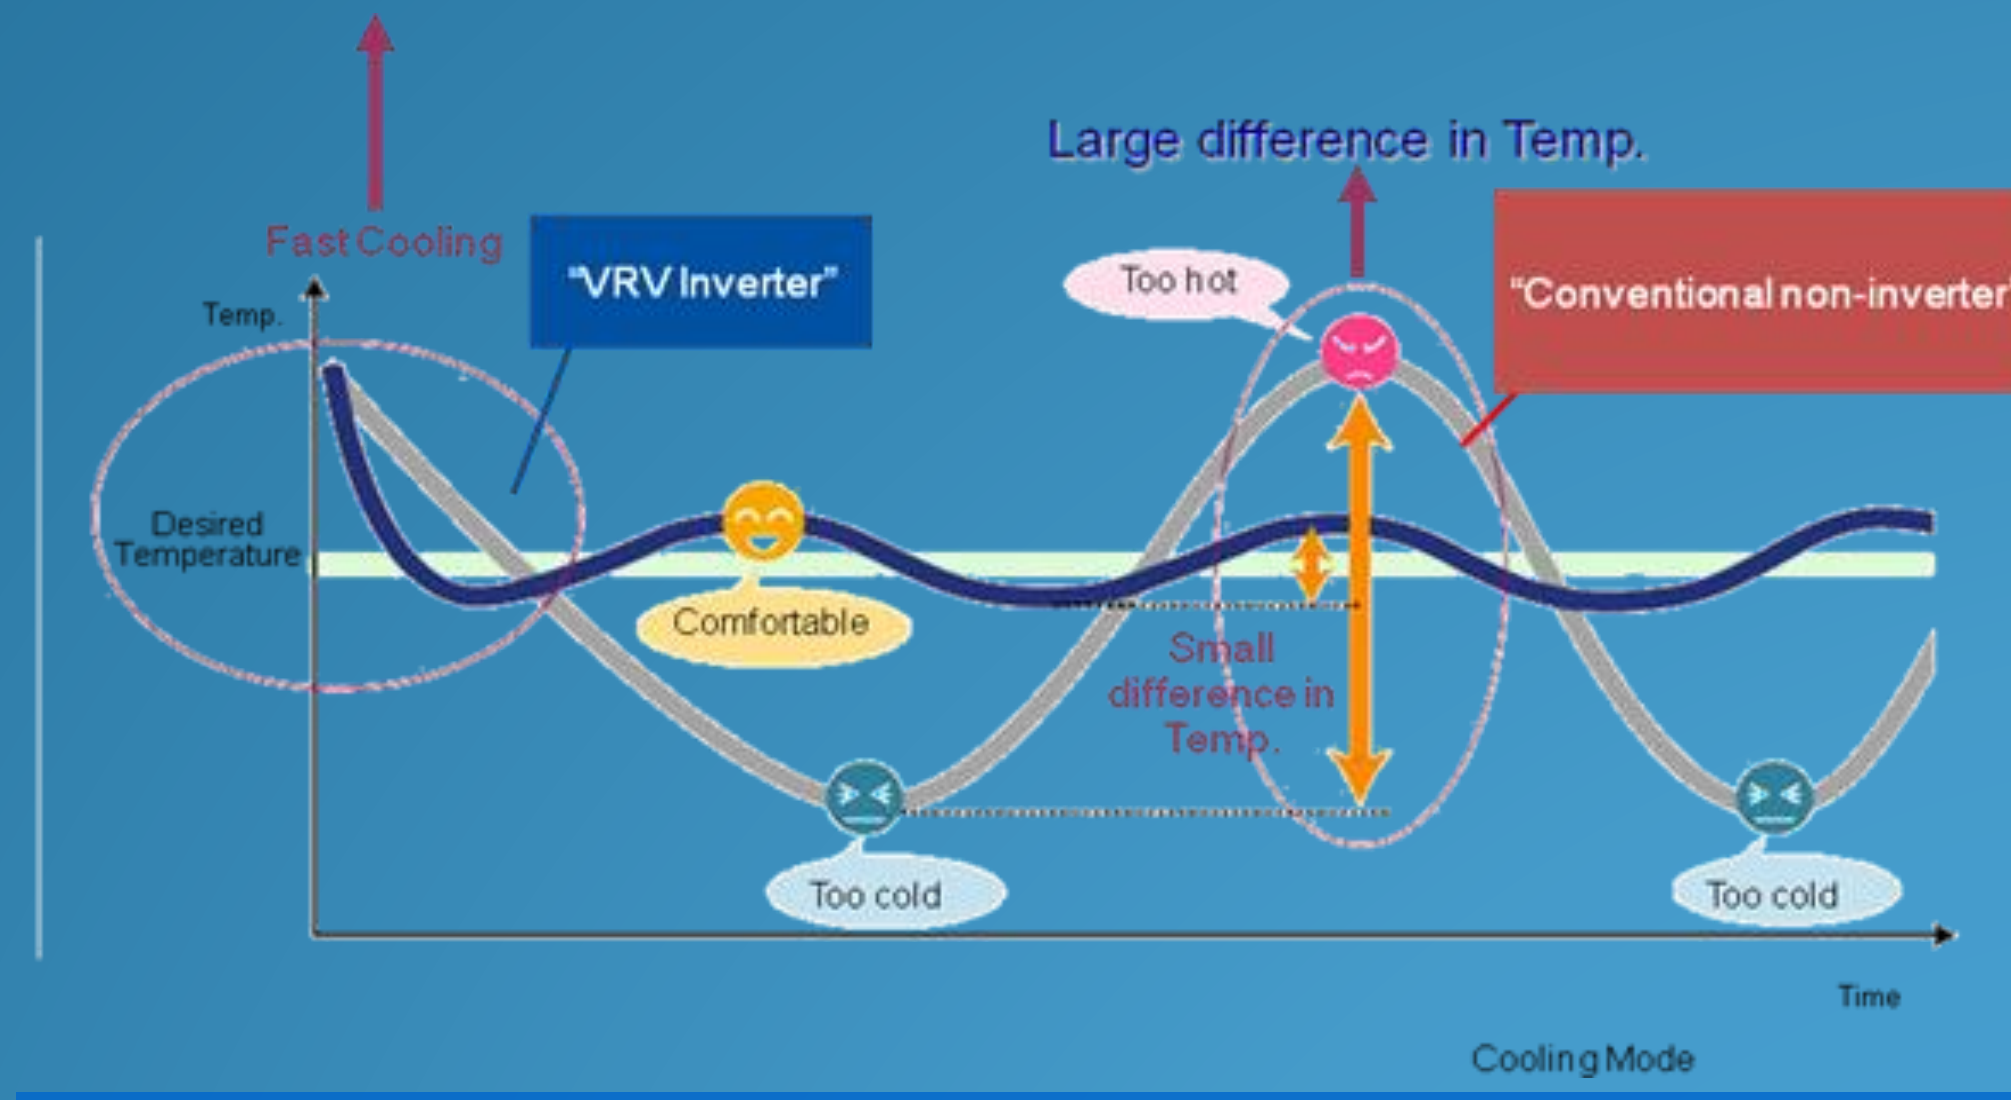 Large difference in Temp.
Fast Cooling
"VRV Inverter"
Too hot
"Conventional non-inverter"
Temp.
Desired
Temperature
Comfortable
Small
difference in
Temp.
Too cold
Too cold
Time
Cooling Mode